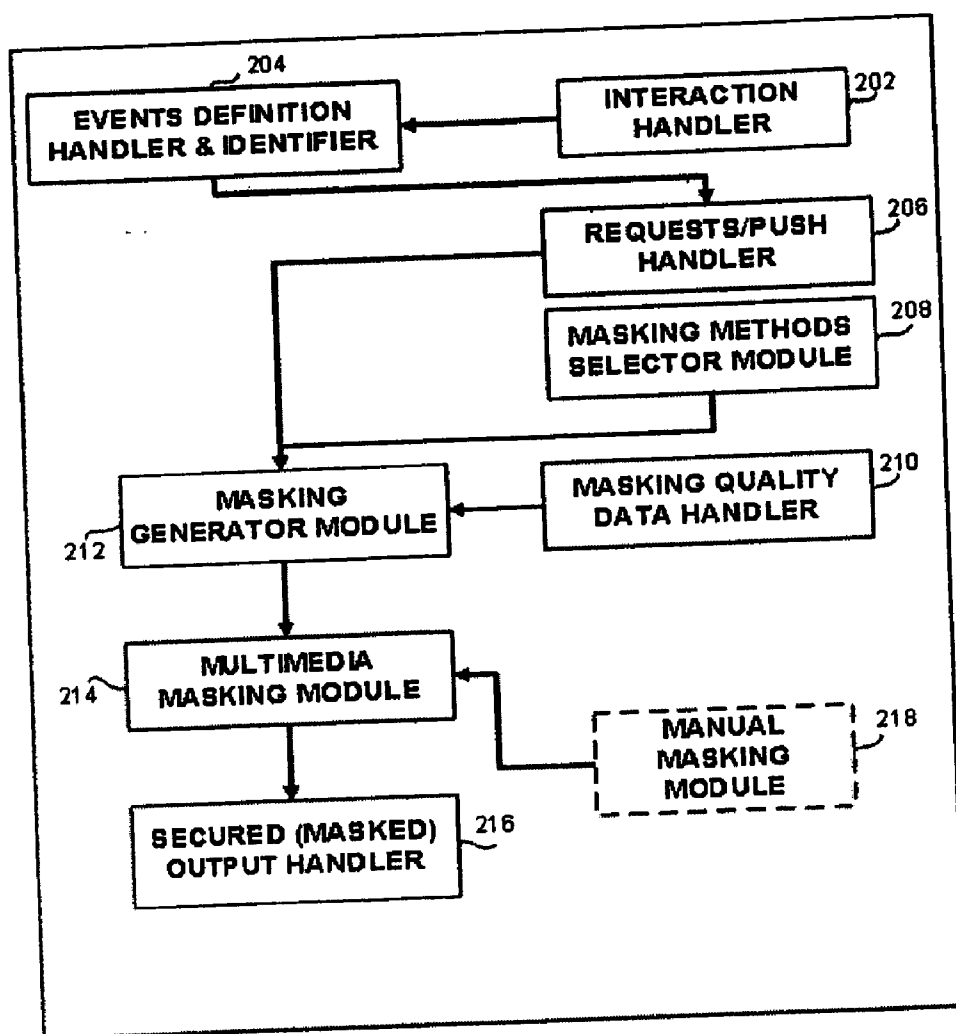 204
EVENTS DEFINITION
HANDLER & IDENTIFIER
INTERACTION
HANDLER
202
REQUESTS/PUSH
HANDLER
206
MASKING METHODS
SELECTOR MODULE
208
MASKING
GENERATOR MODULE
212
MASKING QUALITY
DATA HANDLER
210
MULTIMEDIA
MASKING MODULE
214
MANUAL
MASKING
MODULE
218
SECURED (MASKED)
OUTPUT HANDLER
216